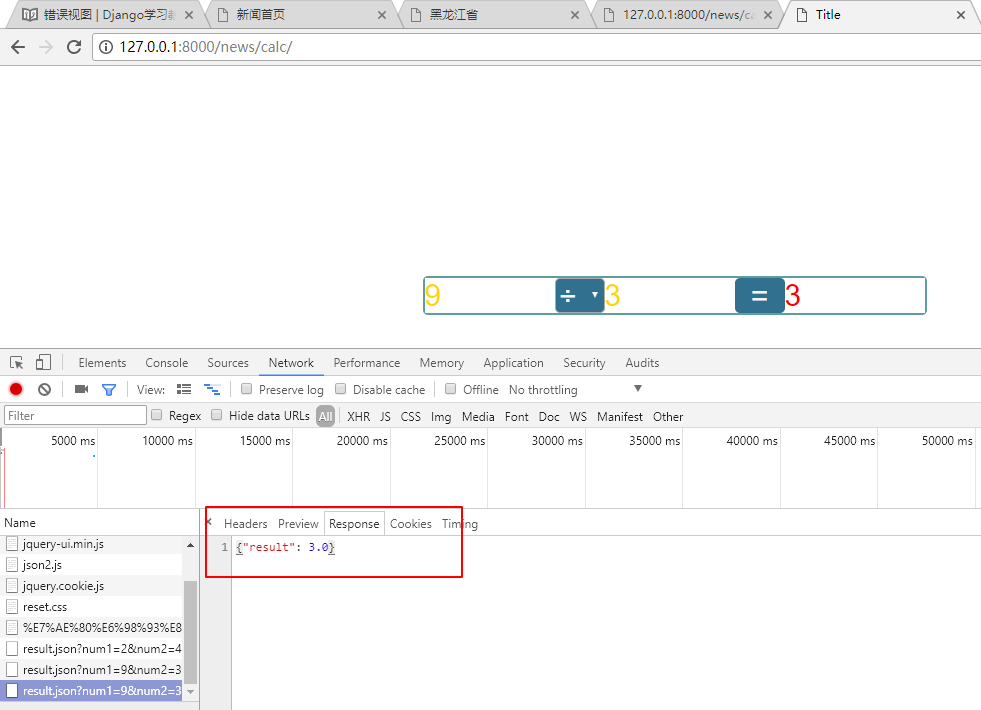 错误视图 | Django学习教
新闻首页
黑龙江省
127.0.0.1:8000/news/ca
Title
127.0.0.1:8000/news/calc/
9 ÷ 3 = 3
Elements Console Sources Network Performance Memory Application Security Audits
View: Preserve log Disable cache Offline No throttling
Filter Regex Hide data URLs All XHR JS CSS Img Media Font Doc WS Manifest Other
5000 ms 10000 ms 15000 ms 20000 ms 25000 ms 30000 ms 35000 ms 40000 ms 45000 ms 50000 ms
Name
Headers Preview Response Cookies Timing
1 {"result": 3.0}
jquery-ui.min.js
json2.js
jquery.cookie.js
reset.css
%E7%AE%80%E6%98%93%E8
result.json?num1=2&num2=4
result.json?num1=9&num2=3
result.json?num1=9&num2=3